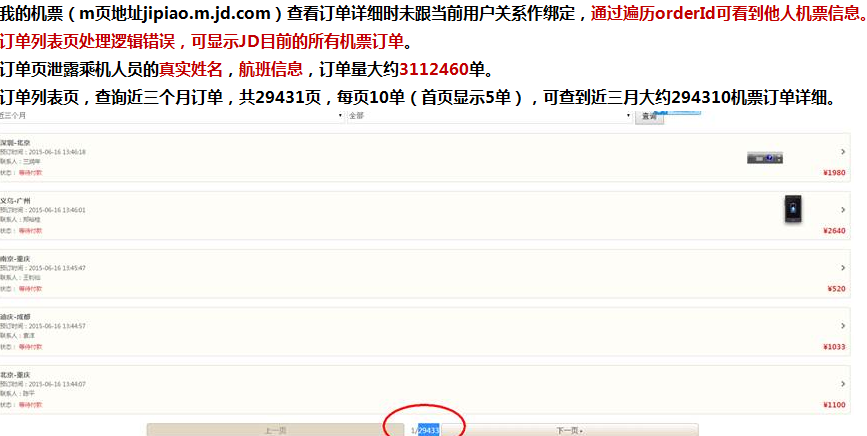 我的机票（m页地址jipiao.m.jd.com）查看订单详细时未跟当前用户关系作绑定，通过遍历orderId可看到他人机票信息。
订单列表页处理逻辑错误，可显示JD目前的所有机票订单。
订单页泄露乘机人员的真实姓名，航班信息，订单量大约3112460单。
订单列表页，查询近三个月订单，共29431页，每页10单（首页显示5单），可查到近三月大约294310机票订单详细。
近三个月 全部 查询
深圳-北京
预订时间：2015-06-16 13:46:18
联系人：
状态： 等待付款 ¥1980
义乌-广州
预订时间：2015-06-16 13:46:01
联系人：
状态： 等待付款 ¥2640
南京-重庆
预订时间：2015-06-16 13:45:47
联系人：
状态： 等待付款 ¥520
-成都
预订时间：2015-06-16 13:44:57
联系人：
状态： 等待付款 ¥1033
北京-重庆
预订时间：2015-06-16 13:44:07
联系人：
状态： 等待付款 ¥1100
上一页 1/29433 下一页